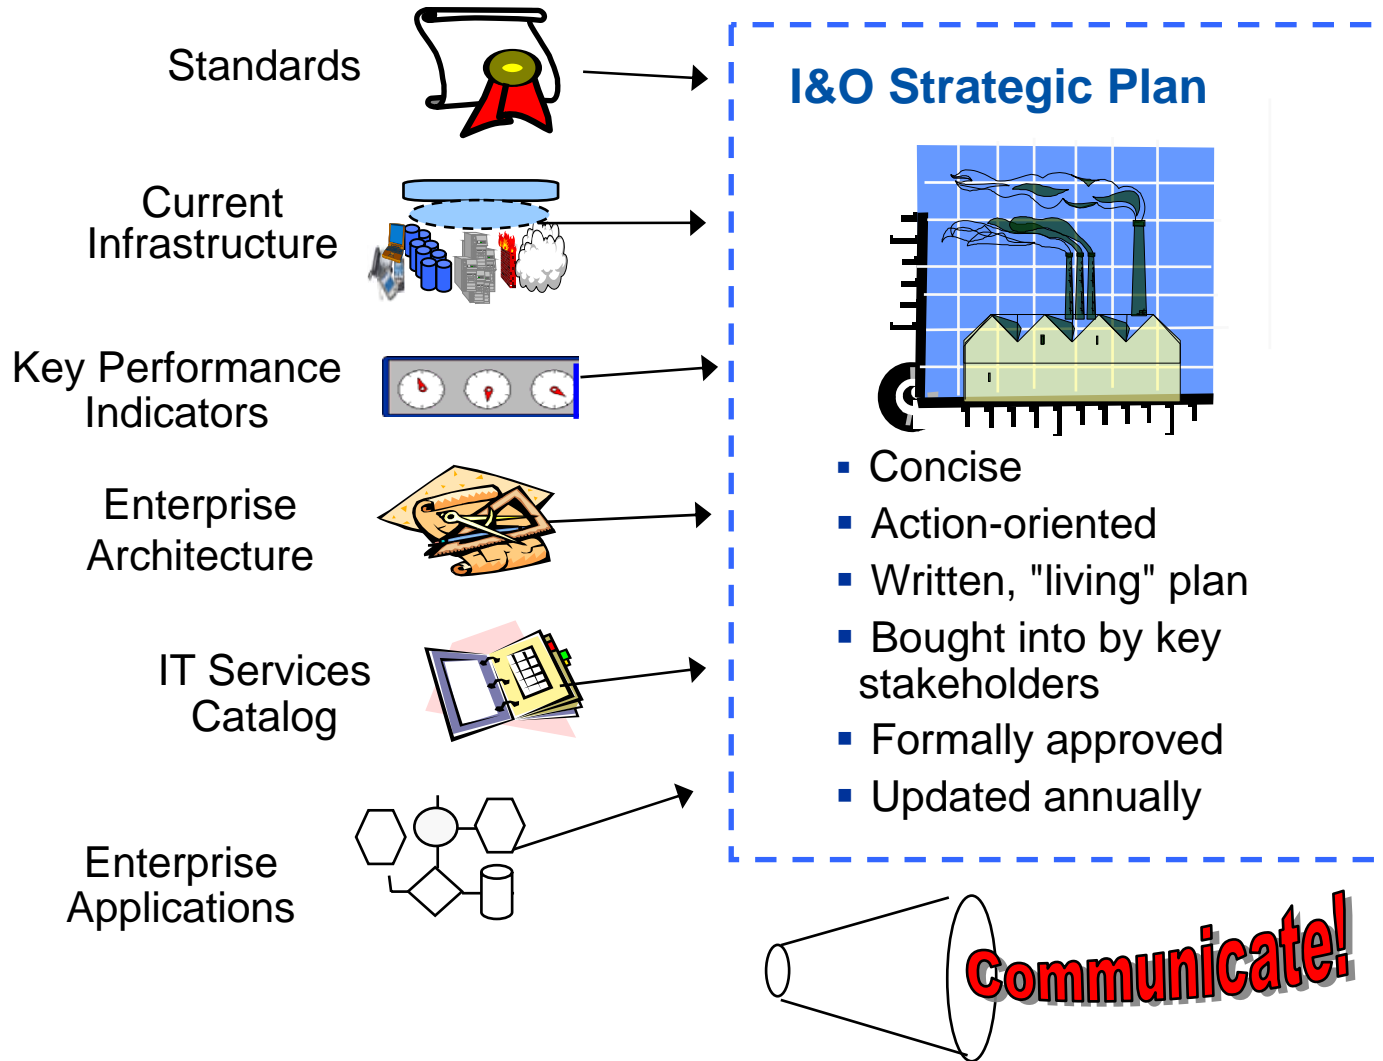 Standards
Current
Infrastructure
Key Performance
Indicators
Enterprise
Architecture
IT Services
Catalog
Enterprise
Applications
I&O Strategic Plan
▪ Concise
▪ Action-oriented
▪ Written, "living" plan
▪ Bought into by key
stakeholders
▪ Formally approved
▪ Updated annually
Communicate!